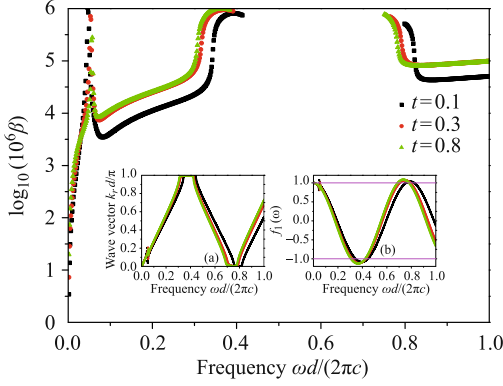 log₁₀ (10⁶β)
6
5
4
3
2
1
0
0.0 0.2 0.4 0.6 0.8 1.0
Frequency ωd/(2πc)
t=0.1
t=0.3
t=0.8
Wave vector kᵣd/π
1.0
0.8
0.6
0.4
0.2
0.0
0.0 0.2 0.4 0.6 0.8 1.0
Frequency ωd/(2πc)
(a)
f₁(ω)
1.0
0.5
0.0
−0.5
−1.0
0.0 0.2 0.4 0.6 0.8 1.0
Frequency ωd/(2πc)
(b)